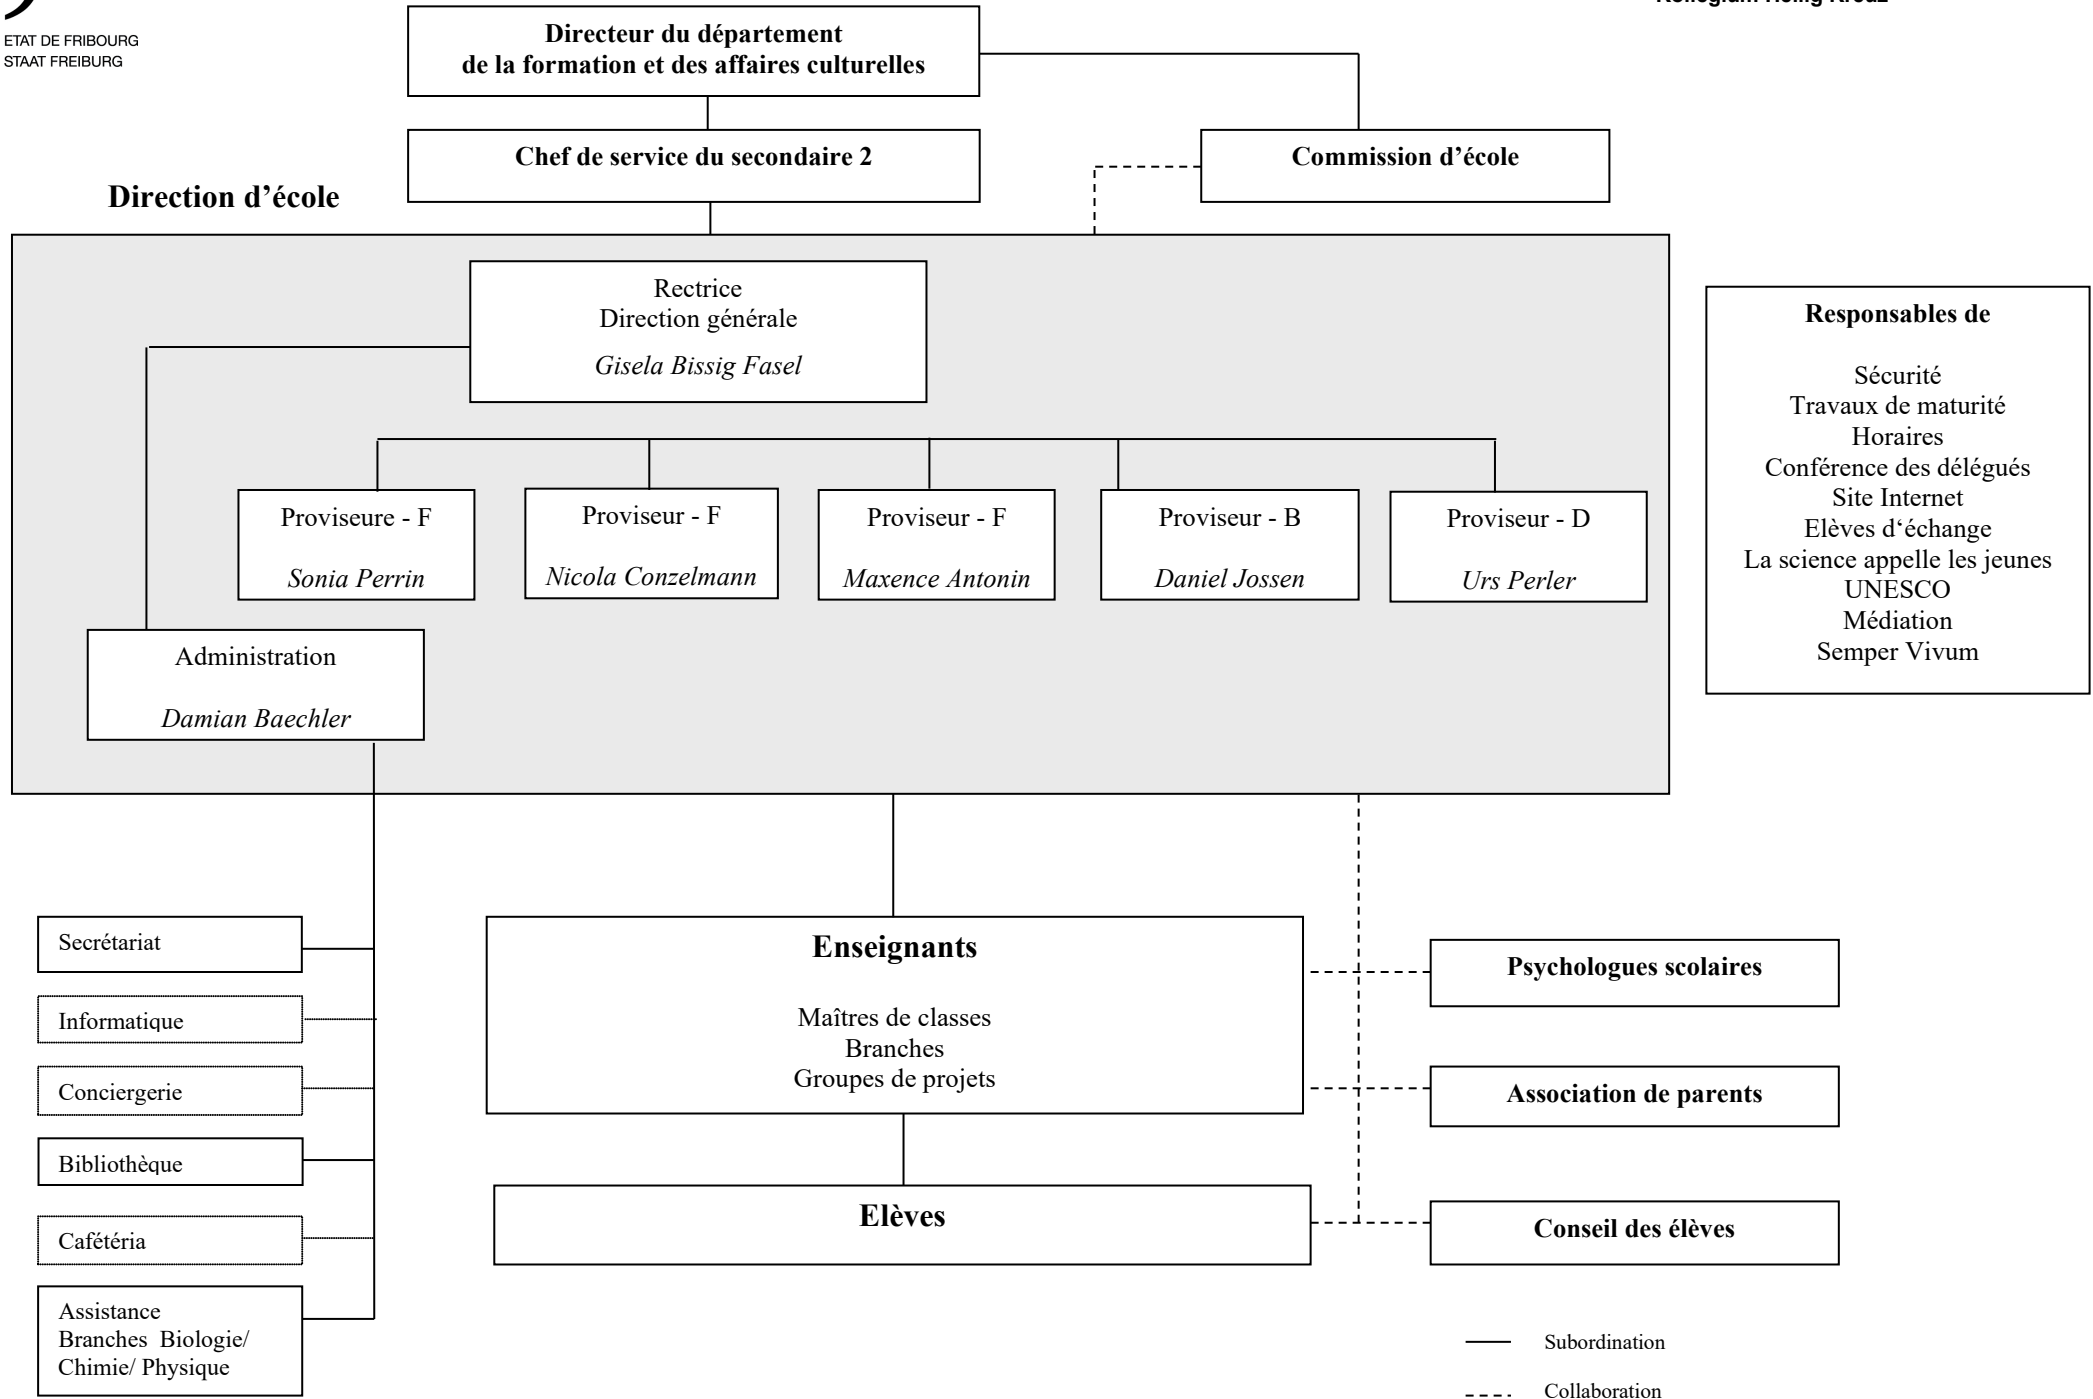 Kollegium Heilig Kreuz
ETAT DE FRIBOURG
STAAT FREIBURG
Directeur du département
de la formation et des affaires culturelles
Chef de service du secondaire 2
Commission d’école
Direction d’école
Rectrice
Direction générale
Gisela Bissig Fasel
Responsables de
Sécurité
Travaux de maturité
Horaires
Conférence des délégués
Site Internet
Elèves d‘échange
La science appelle les jeunes
UNESCO
Médiation
Semper Vivum
Proviseure - F
Sonia Perrin
Proviseur - F
Nicola Conzelmann
Proviseur - F
Maxence Antonin
Proviseur - B
Daniel Jossen
Proviseur - D
Urs Perler
Administration
Damian Baechler
Secrétariat
Informatique
Conciergerie
Bibliothèque
Cafétéria
Assistance
Branches Biologie/
Chimie/ Physique
Enseignants
Maîtres de classes
Branches
Groupes de projets
Elèves
Psychologues scolaires
Association de parents
Conseil des élèves
Subordination
Collaboration